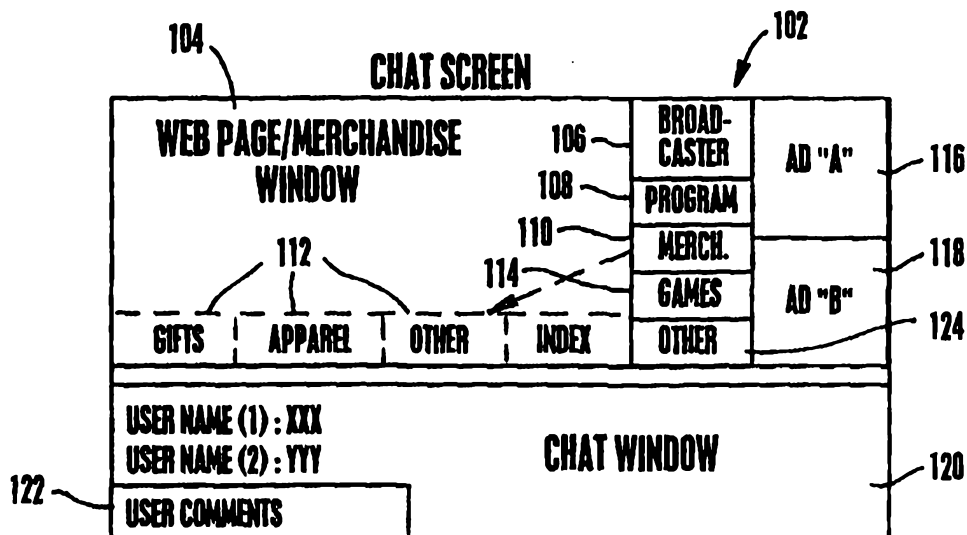 104
102
CHAT SCREEN
WEB PAGE/MERCHANDISE
WINDOW
106
BROAD-
CASTER
AD "A"
116
108
PROGRAM
110
MERCH.
118
112
114
GAMES
AD "B"
124
GIFTS
APPAREL
OTHER
INDEX
OTHER
USER NAME (1) : XXX
USER NAME (2) : YYY
CHAT WINDOW
120
122
USER COMMENTS